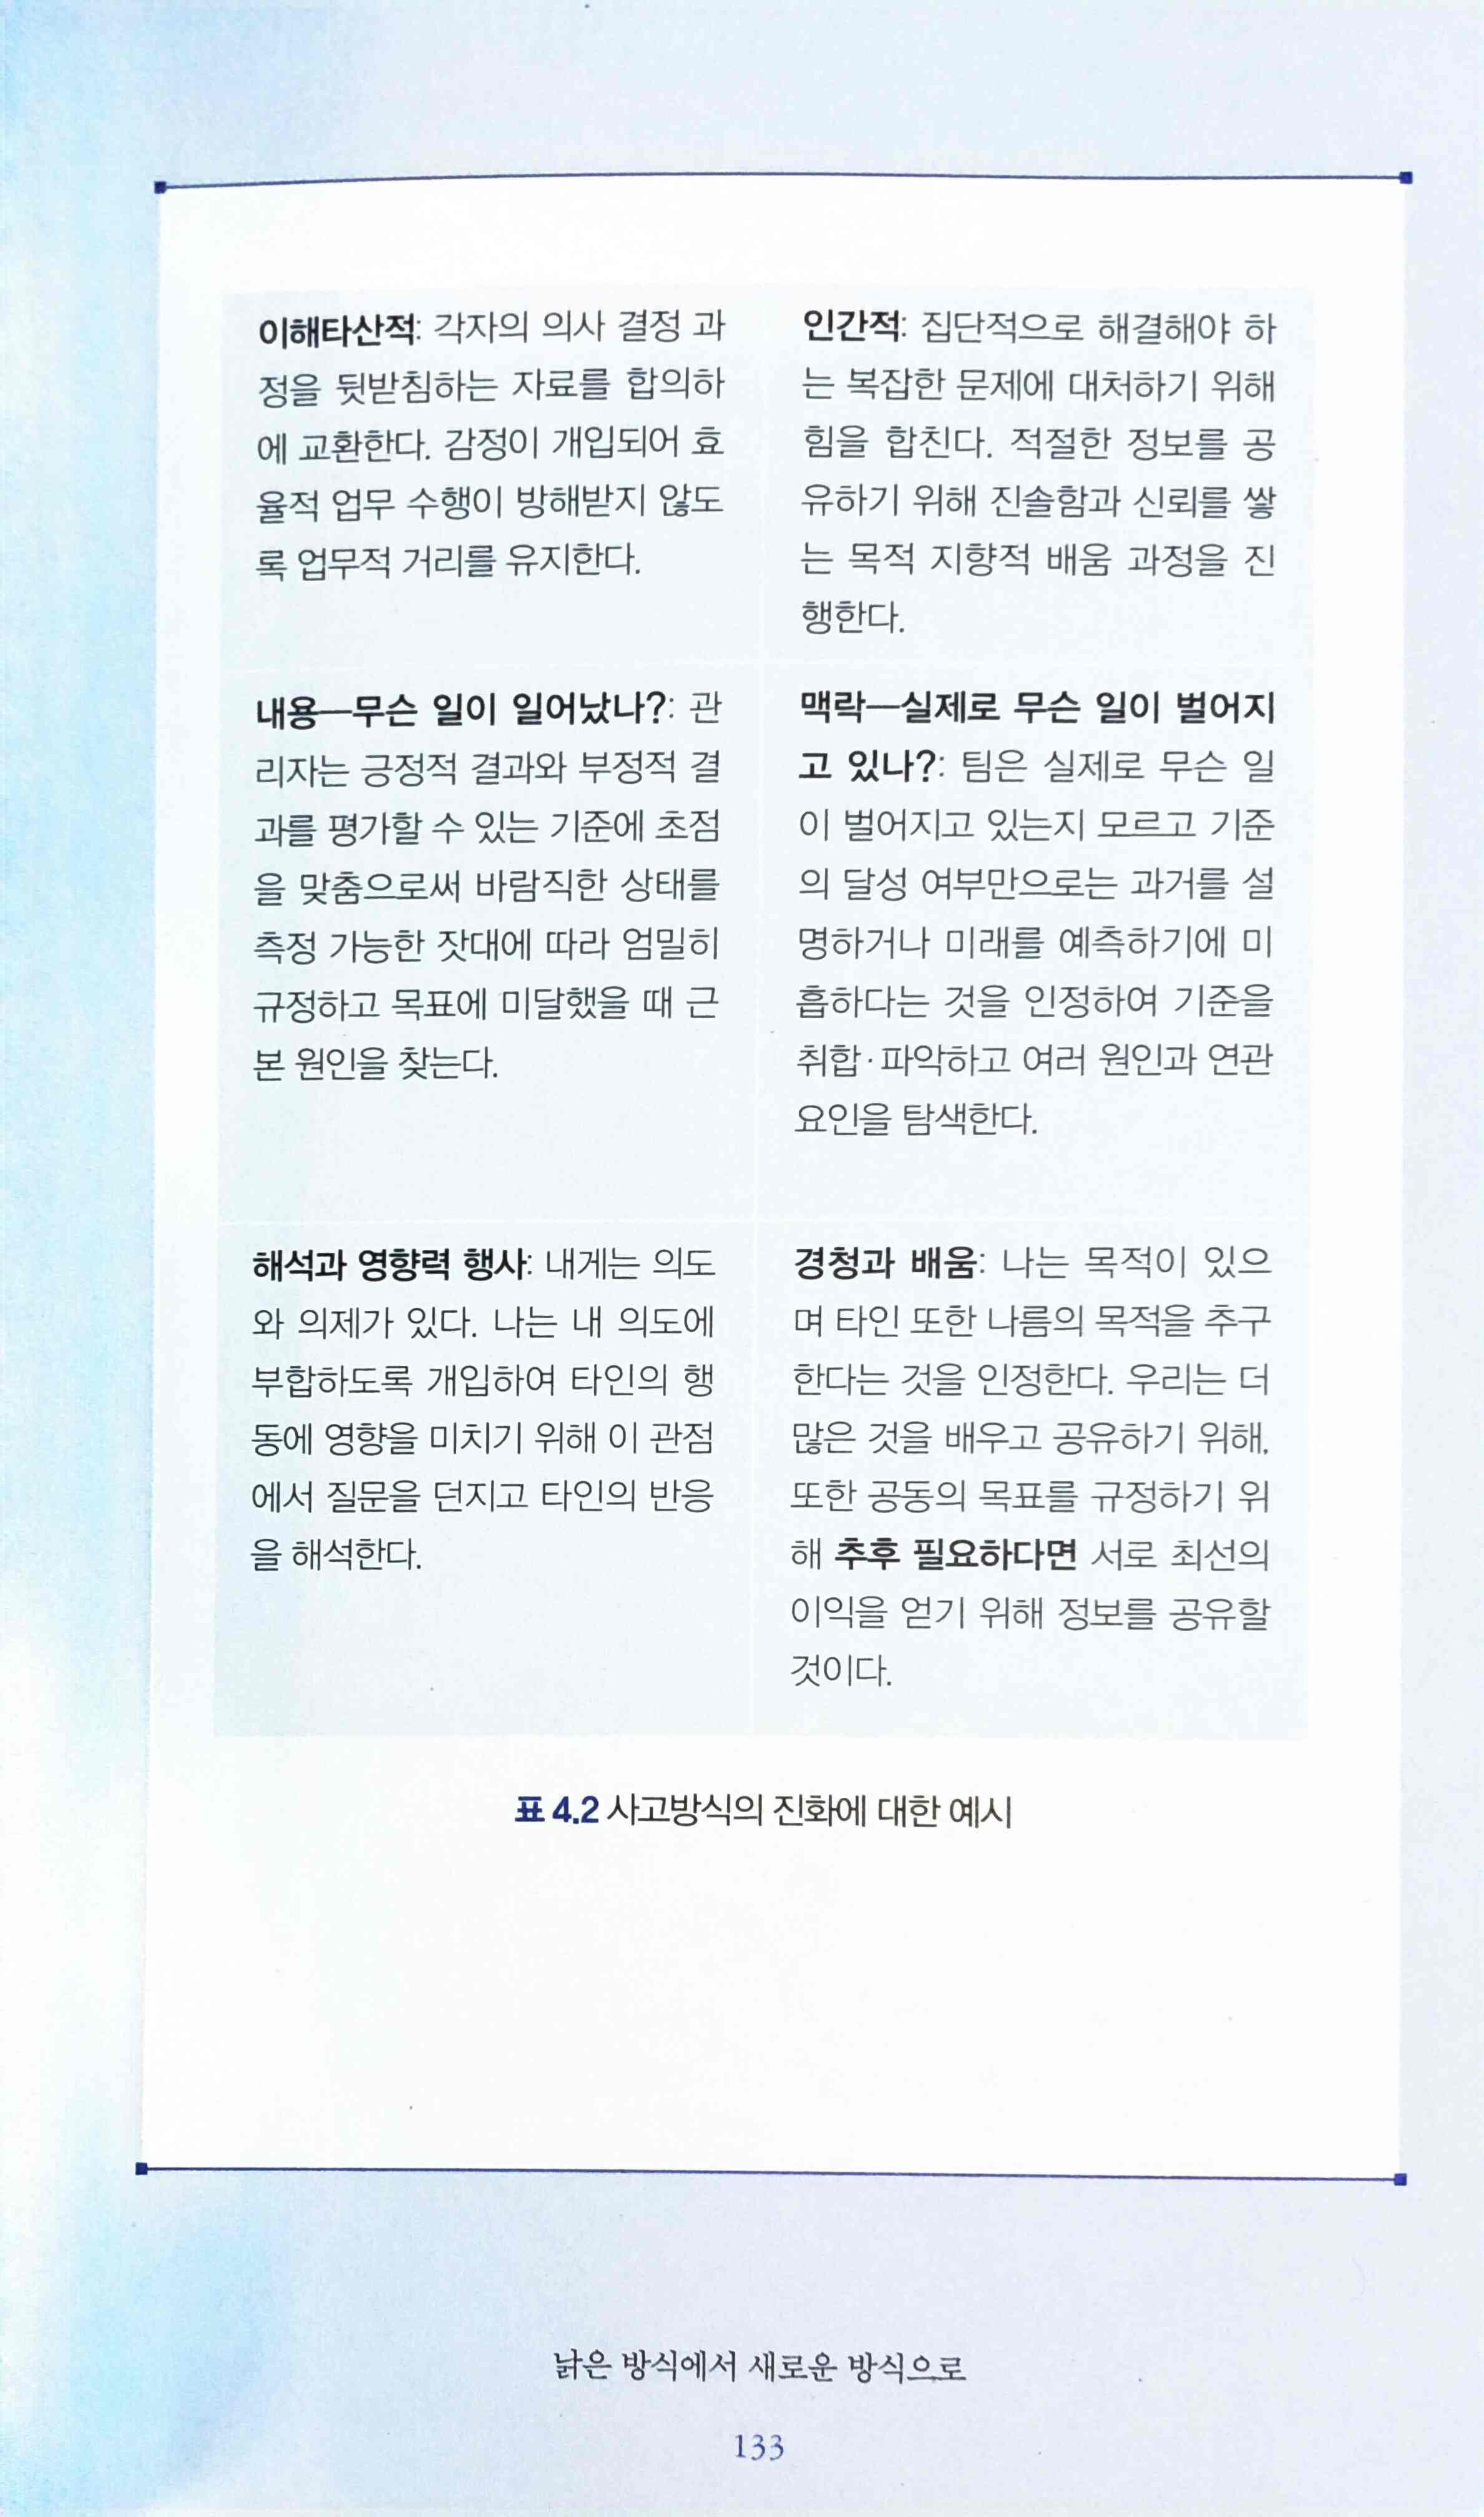 이해타산적: 각자의 의사 결정 과
정을 뒷받침하는 자료를 합의하
에 교환한다. 감정이 개입되어 효
율적 업무 수행이 방해받지 않도
록 업무적 거리를 유지한다.
인간적: 집단적으로 해결해야 하
는 복잡한 문제에 대처하기 위해
힘을 합친다. 적절한 정보를 공
유하기 위해 진솔함과 신뢰를 쌓
는 목적 지향적 배움 과정을 진
행한다.
내용—무슨 일이 일어났나?: 관
리자는 긍정적 결과와 부정적 결
과를 평가할 수 있는 기준에 초점
을 맞춤으로써 바람직한 상태를
측정 가능한 잣대에 따라 엄밀히
규정하고 목표에 미달했을 때 근
본 원인을 찾는다.
맥락—실제로 무슨 일이 벌어지
고 있나?: 팀은 실제로 무슨 일
이 벌어지고 있는지 모르고 기준
의 달성 여부만으로는 과거를 설
명하거나 미래를 예측하기에 미
흡하다는 것을 인정하여 기준을
취합·파악하고 여러 원인과 연관
요인을 탐색한다.
해석과 영향력 행사: 내게는 의도
와 의제가 있다. 나는 내 의도에
부합하도록 개입하여 타인의 행
동에 영향을 미치기 위해 이 관점
에서 질문을 던지고 타인의 반응
을 해석한다.
경청과 배움: 나는 목적이 있으
며 타인 또한 나름의 목적을 추구
한다는 것을 인정한다. 우리는 더
많은 것을 배우고 공유하기 위해,
또한 공동의 목표를 규정하기 위
해 추후 필요하다면 서로 최선의
이익을 얻기 위해 정보를 공유할
것이다.
표 4.2 사고방식의 진화에 대한 예시
낡은 방식에서 새로운 방식으로
133